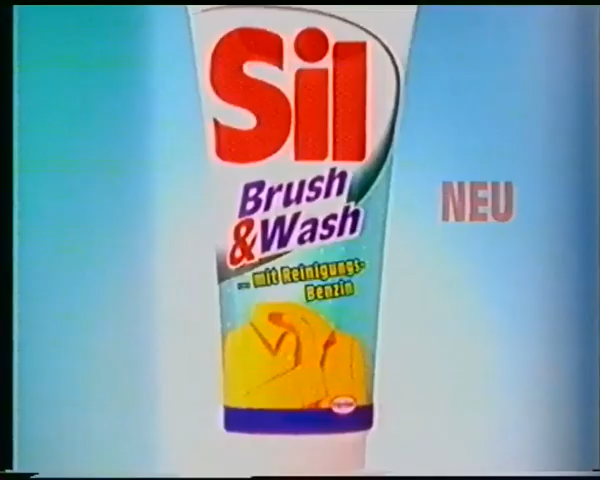 Sil
Brush
& Wash
NEU
... mit Reinigungs-
Benzin